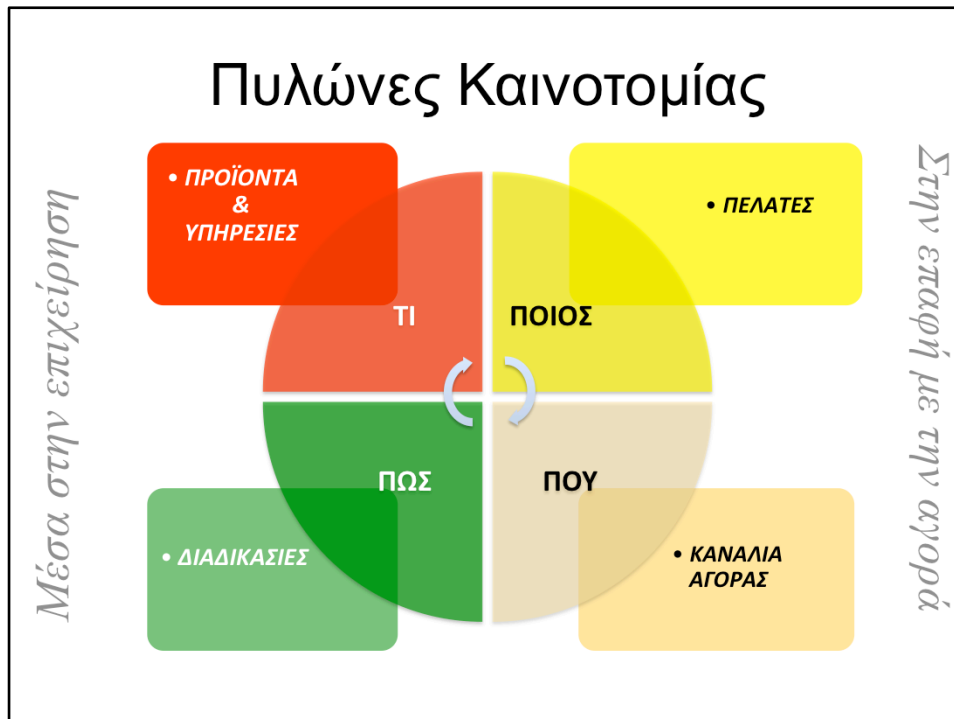 Πυλώνες Καινοτομίας
Μέσα στην επιχείρηση
• ΠΡΟΪΟΝΤΑ
&
ΥΠΗΡΕΣΙΕΣ
• ΠΕΛΑΤΕΣ
ΤΙ
ΠΟΙΟΣ
ΠΩΣ
ΠΟΥ
• ΔΙΑΔΙΚΑΣΙΕΣ
• ΚΑΝΑΛΙΑ
ΑΓΟΡΑΣ
Στην επαφή με την αγορά